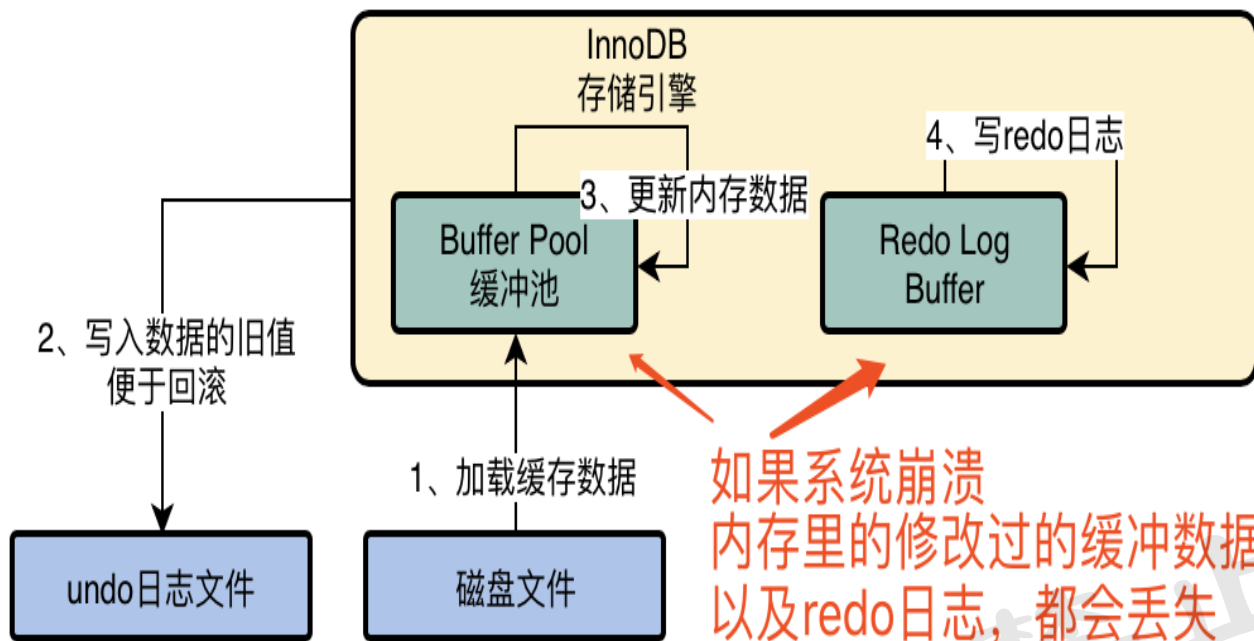 InnoDB
存储引擎
4、写redo日志
3、更新内存数据
Buffer Pool
缓冲池
Redo Log
Buffer
2、写入数据的旧值
便于回滚
1、加载缓存数据
如果系统崩溃
内存里的修改过的缓冲数据
以及redo日志，都会丢失
undo日志文件
磁盘文件